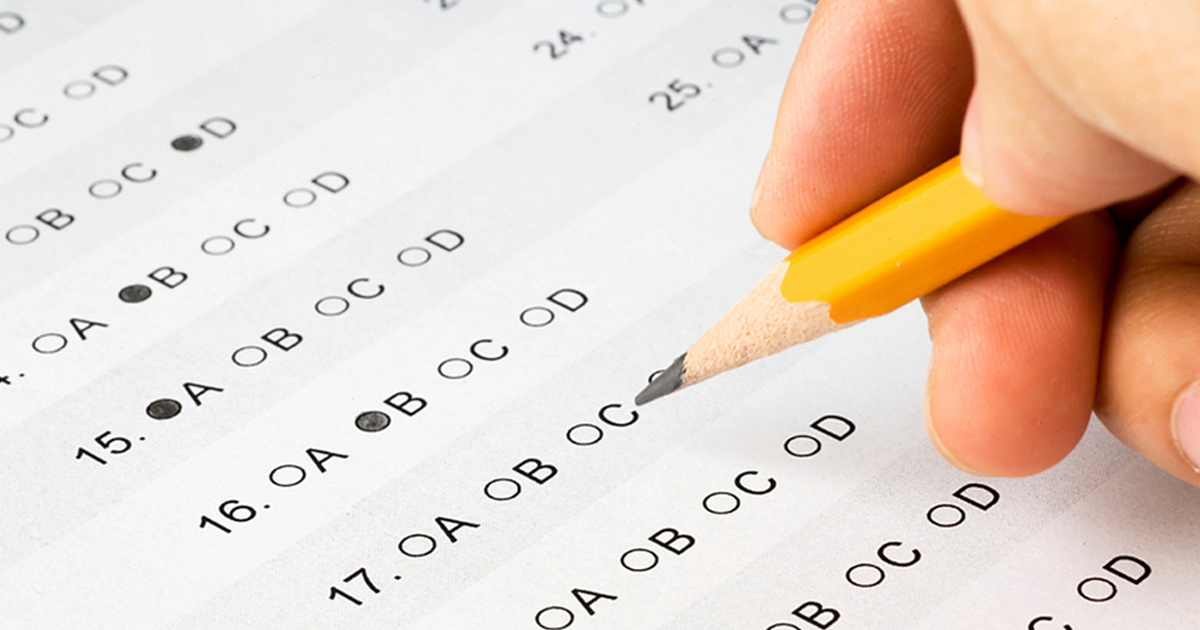 D
C D
B C D
A B C D
15. A B C D
16. A B C D
17. A B C
A B C D
B C D
D
24.
25. A